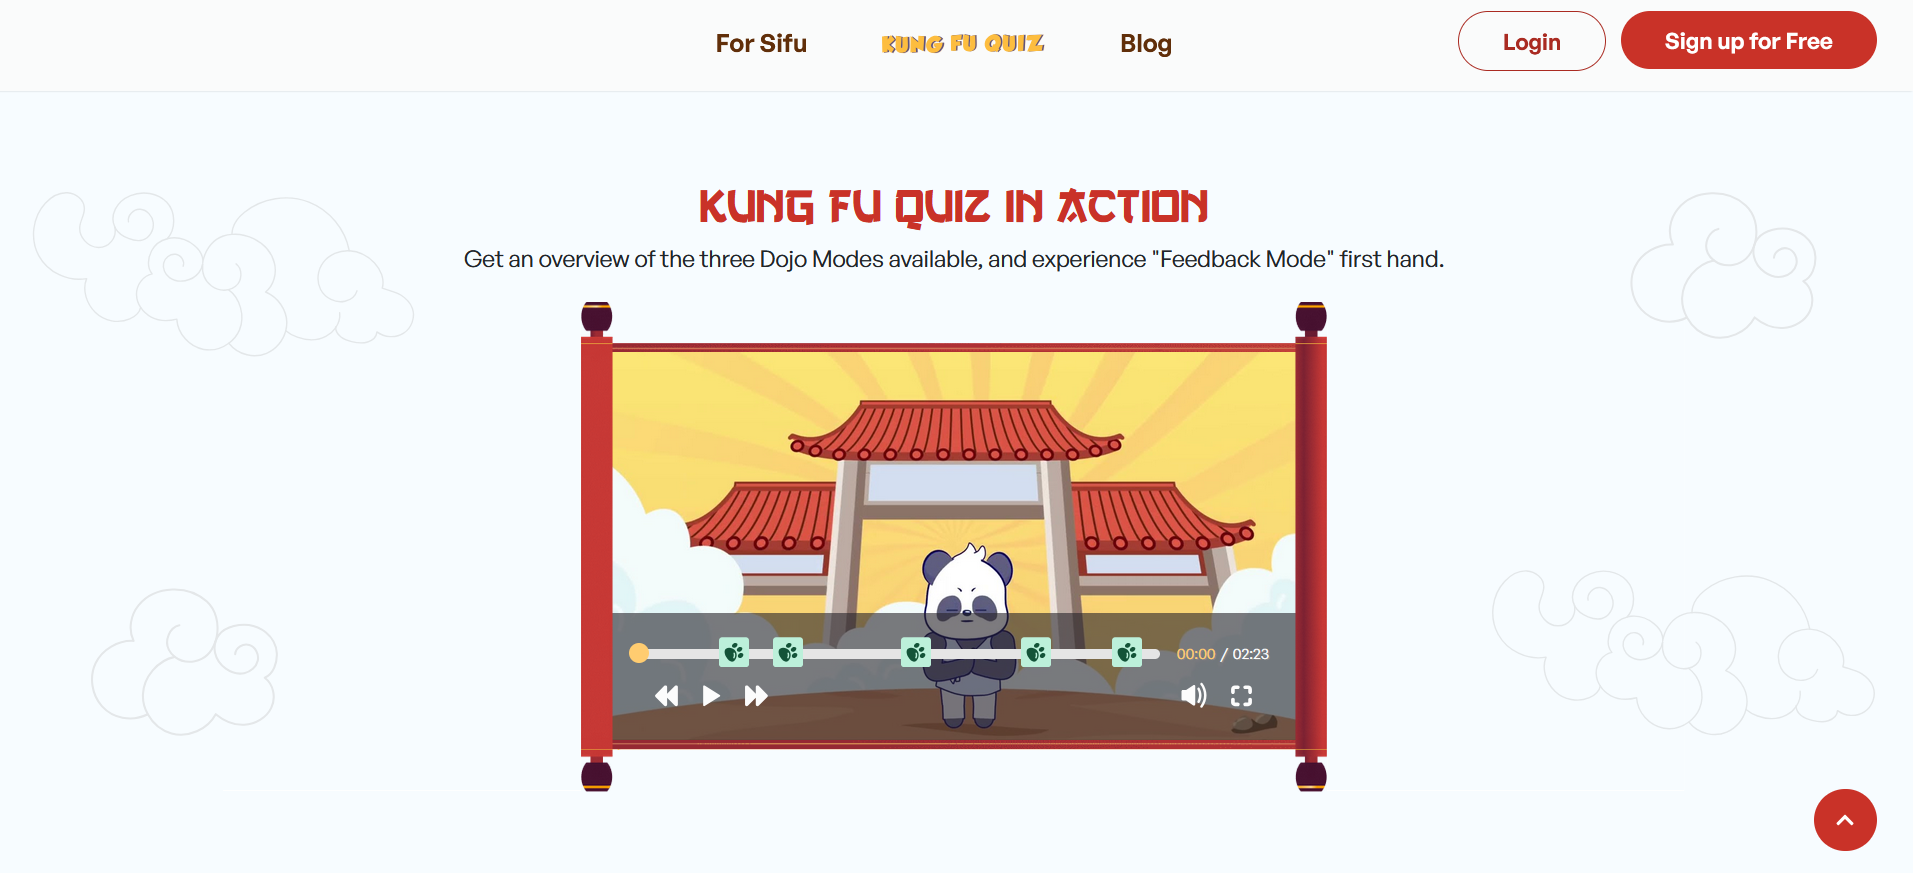 For Sifu
KUNG FU QUIZ
Blog
Login
Sign up for Free
KUNG FU QUIZ IN ACTION
Get an overview of the three Dojo Modes available, and experience "Feedback Mode" first hand.
00:00 / 02:23